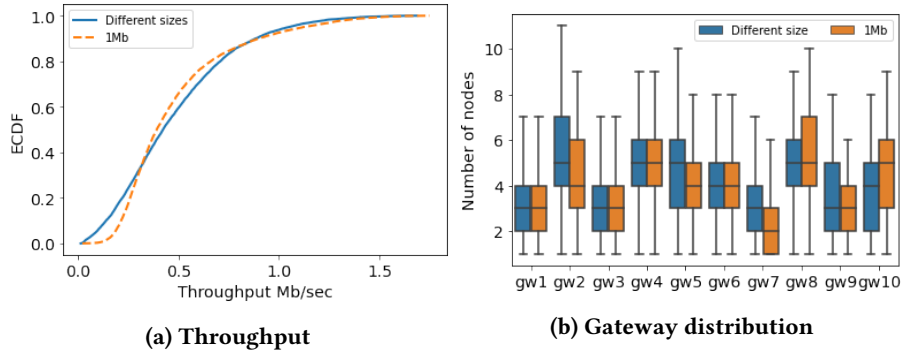 Different sizes
1Mb
1.0
0.8
0.6
0.4
0.2
0.0
ECDF
0.0 0.5 1.0 1.5
Throughput Mb/sec
(a) Throughput
Different size 1Mb
10
8
6
4
2
Number of nodes
gw1 gw2 gw3 gw4 gw5 gw6 gw7 gw8 gw9 gw10
(b) Gateway distribution